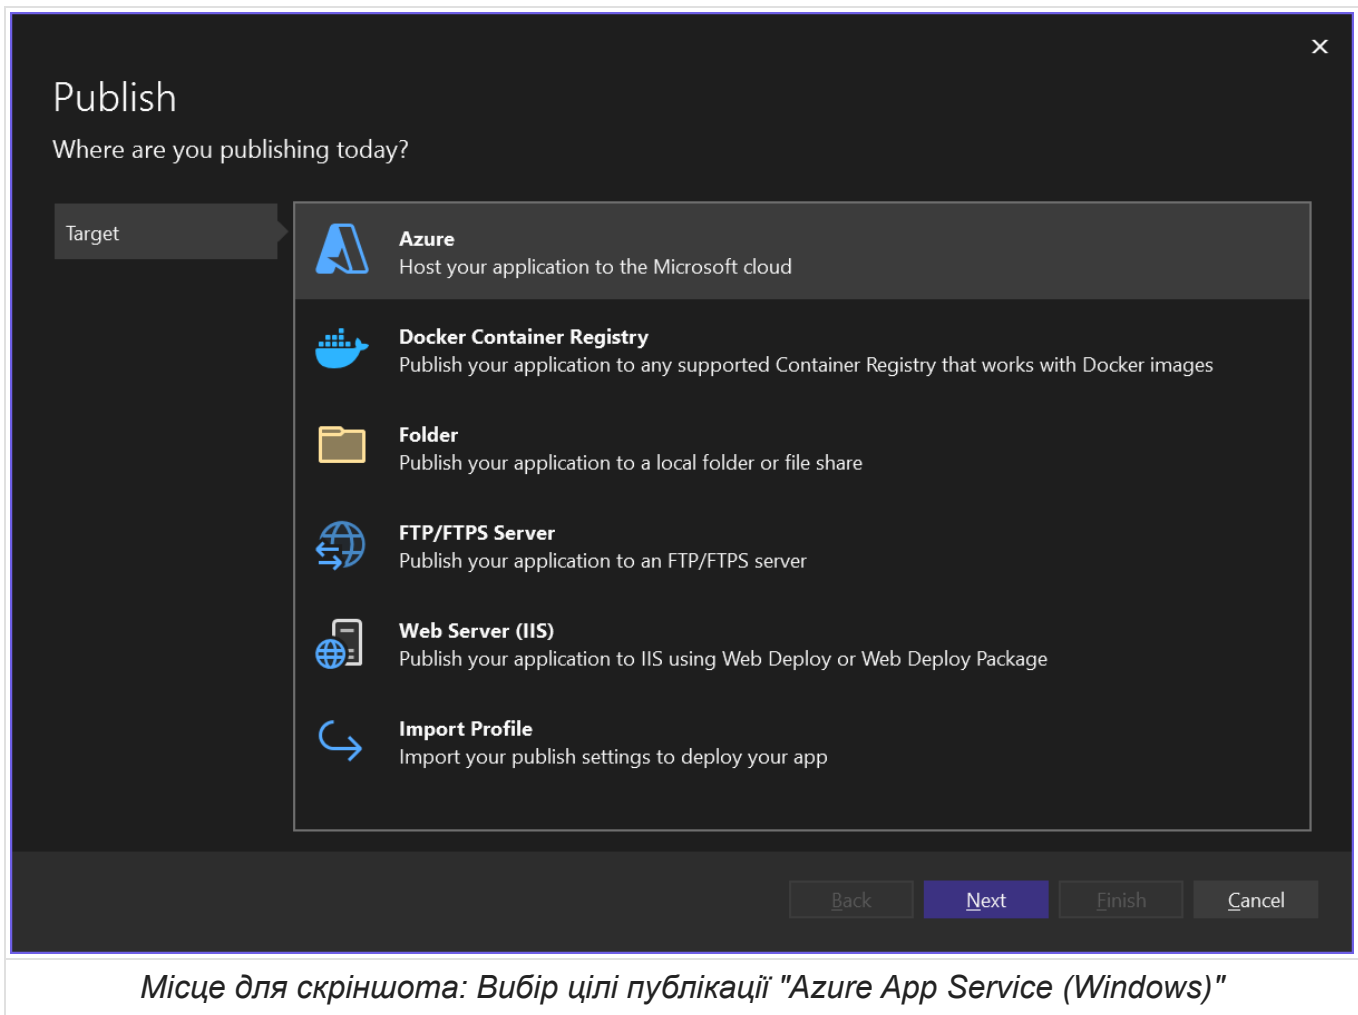 Publish
Where are you publishing today?
Target
Azure
Host your application to the Microsoft cloud
Docker Container Registry
Publish your application to any supported Container Registry that works with Docker images
Folder
Publish your application to a local folder or file share
FTP/FTPS Server
Publish your application to an FTP/FTPS server
Web Server (IIS)
Publish your application to IIS using Web Deploy or Web Deploy Package
Import Profile
Import your publish settings to deploy your app
Back
Next
Finish
Cancel
Місце для скріншота: Вибір цілі публікації "Azure App Service (Windows)"